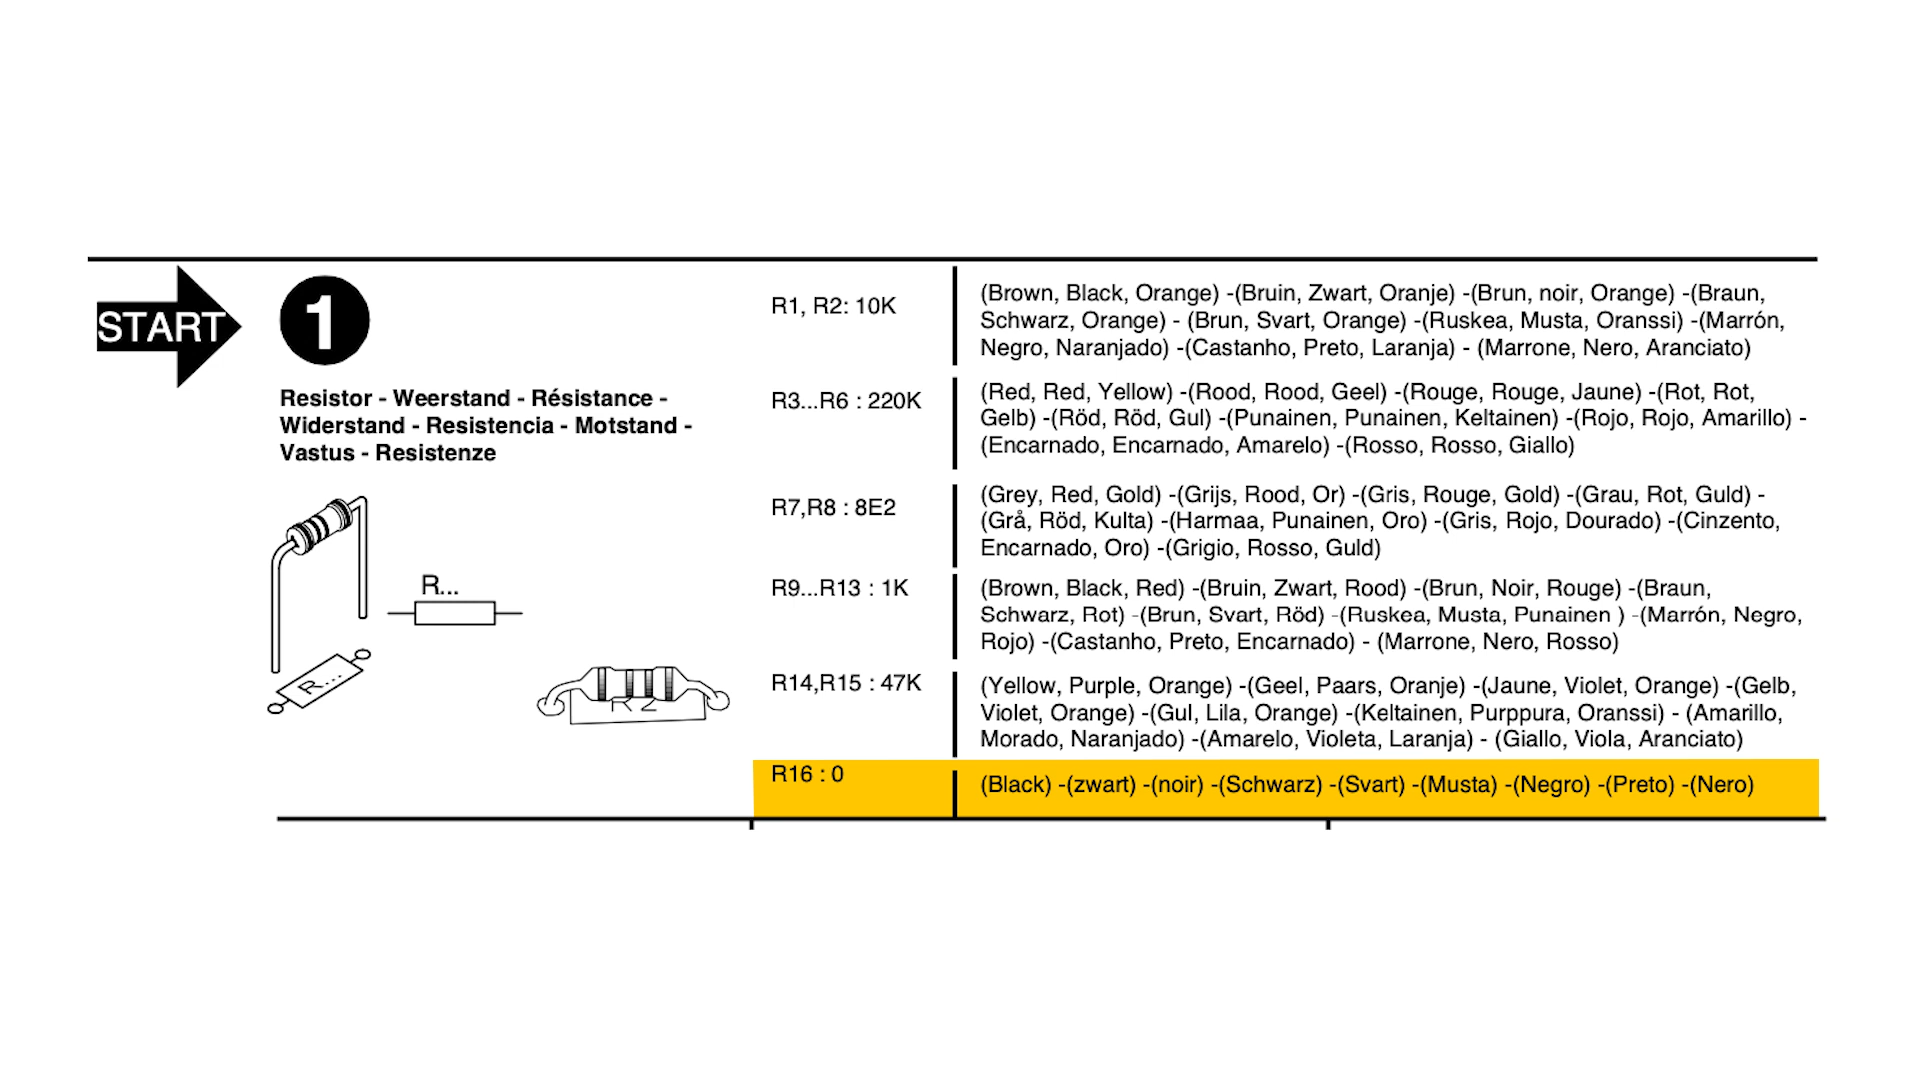 START
1
Resistor - Weerstand - Résistance -
Widerstand - Resistencia - Motstand -
Vastus - Resistenze
R...
R...
R2
R1, R2: 10K
(Brown, Black, Orange) -(Bruin, Zwart, Oranje) -(Brun, noir, Orange) -(Braun,
Schwarz, Orange) - (Brun, Svart, Orange) -(Ruskea, Musta, Oranssi) -(Marrón,
Negro, Naranjado) -(Castanho, Preto, Laranja) - (Marrone, Nero, Aranciato)
R3...R6 : 220K
(Red, Red, Yellow) -(Rood, Rood, Geel) -(Rouge, Rouge, Jaune) -(Rot, Rot,
Gelb) -(Röd, Röd, Gul) -(Punainen, Punainen, Keltainen) -(Rojo, Rojo, Amarillo) -
(Encarnado, Encarnado, Amarelo) -(Rosso, Rosso, Giallo)
R7,R8 : 8E2
(Grey, Red, Gold) -(Grijs, Rood, Or) -(Gris, Rouge, Gold) -(Grau, Rot, Guld) -
(Grå, Röd, Kulta) -(Harmaa, Punainen, Oro) -(Gris, Rojo, Dourado) -(Cinzento,
Encarnado, Oro) -(Grigio, Rosso, Guld)
R9...R13 : 1K
(Brown, Black, Red) -(Bruin, Zwart, Rood) -(Brun, Noir, Rouge) -(Braun,
Schwarz, Rot) -(Brun, Svart, Röd) -(Ruskea, Musta, Punainen ) -(Marrón, Negro,
Rojo) -(Castanho, Preto, Encarnado) - (Marrone, Nero, Rosso)
R14,R15 : 47K
(Yellow, Purple, Orange) -(Geel, Paars, Oranje) -(Jaune, Violet, Orange) -(Gelb,
Violet, Orange) -(Gul, Lila, Orange) -(Keltainen, Purppura, Oranssi) - (Amarillo,
Morado, Naranjado) -(Amarelo, Violeta, Laranja) - (Giallo, Viola, Aranciato)
R16 : 0
(Black) -(zwart) -(noir) -(Schwarz) -(Svart) -(Musta) -(Negro) -(Preto) -(Nero)